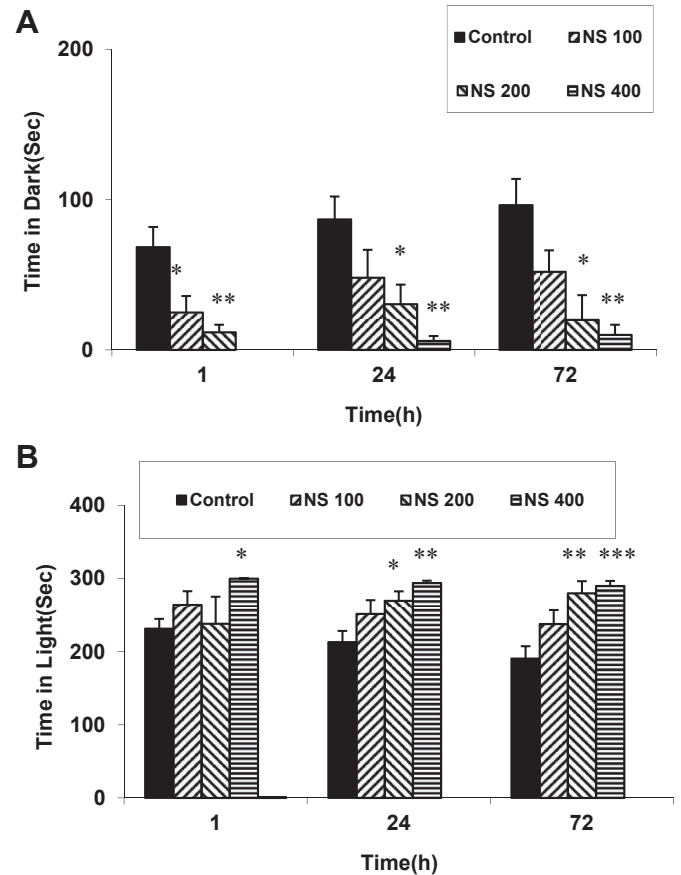 A
Control NS 100
NS 200 NS 400
200
100
0
Time in Dark(Sec)
* ** * ** * **
1 24 72
Time(h)
B
Control NS 100 NS 200 NS 400
400
300
200
100
0
Time in Light(Sec)
* * ** ** ***
1 24 72
Time(h)